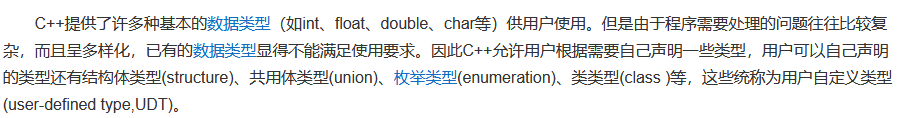 C++提供了许多种基本的数据类型（如int、float、double、char等）供用户使用。但是由于程序需要处理的问题往往比较复
杂，而且呈多样化，已有的数据类型显得不能满足使用要求。因此C++允许用户根据需要自己声明一些类型，用户可以自己声明
的类型还有结构体类型(structure)、共用体类型(union)、枚举类型(enumeration)、类类型(class )等，这些统称为用户自定义类型
(user-defined type,UDT)。